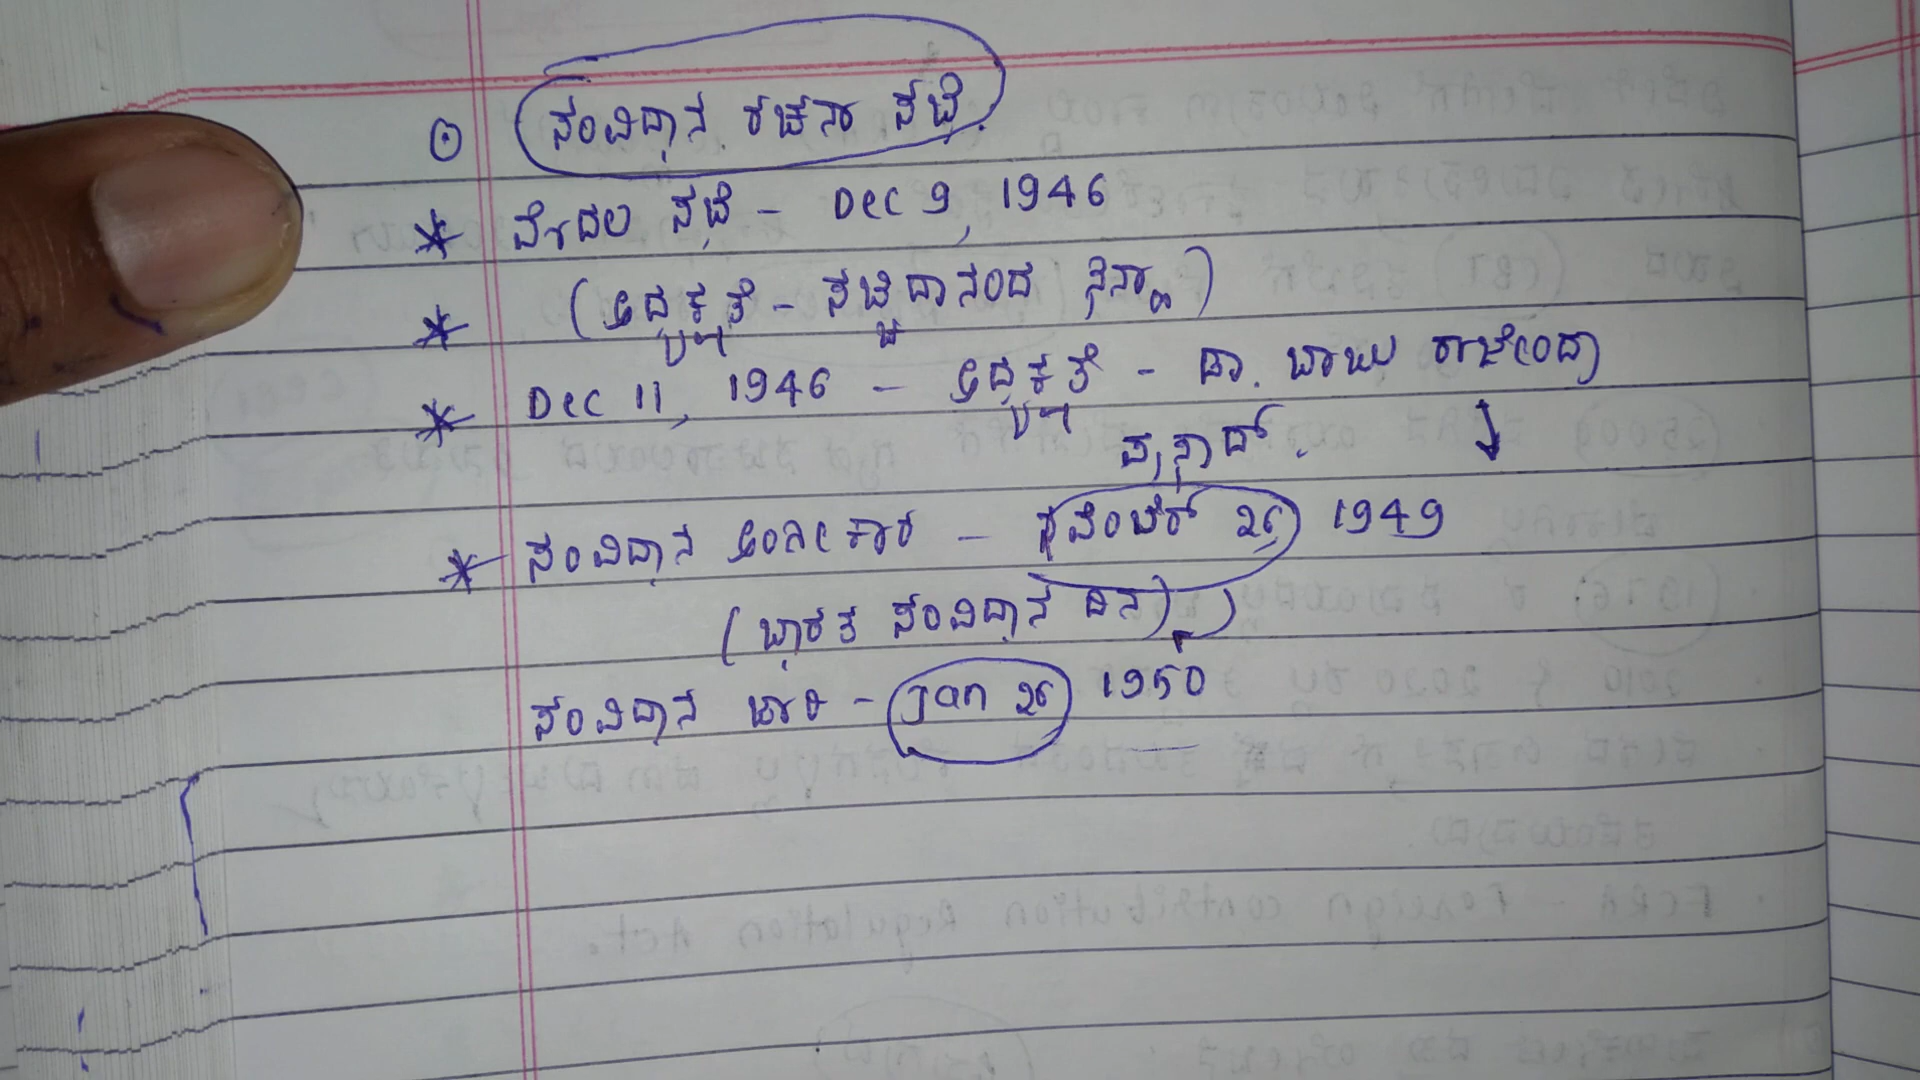 ⊙ ಸಂವಿಧಾನ ರಚನಾ ಸಭೆ.
* ಮೊದಲ ಸಭೆ - Dec 9, 1946
* (ಅಧ್ಯಕ್ಷತೆ - ಸಚ್ಚಿದಾನಂದ ಸಿನ್ಹಾ)
* Dec 11, 1946 - ಅಧ್ಯಕ್ಷತೆ - ಡಾ. ಬಾಬು ರಾಜೇಂದ್ರ
ಪ್ರಸಾದ್.
* ಸಂವಿಧಾನ ಅಂಗೀಕಾರ - ನವೆಂಬರ್ 26 1949
(ಭಾರತ ಸಂವಿಧಾನ ದಿನ)
ಸಂವಿಧಾನ ಜಾರಿ - Jan 26 1950